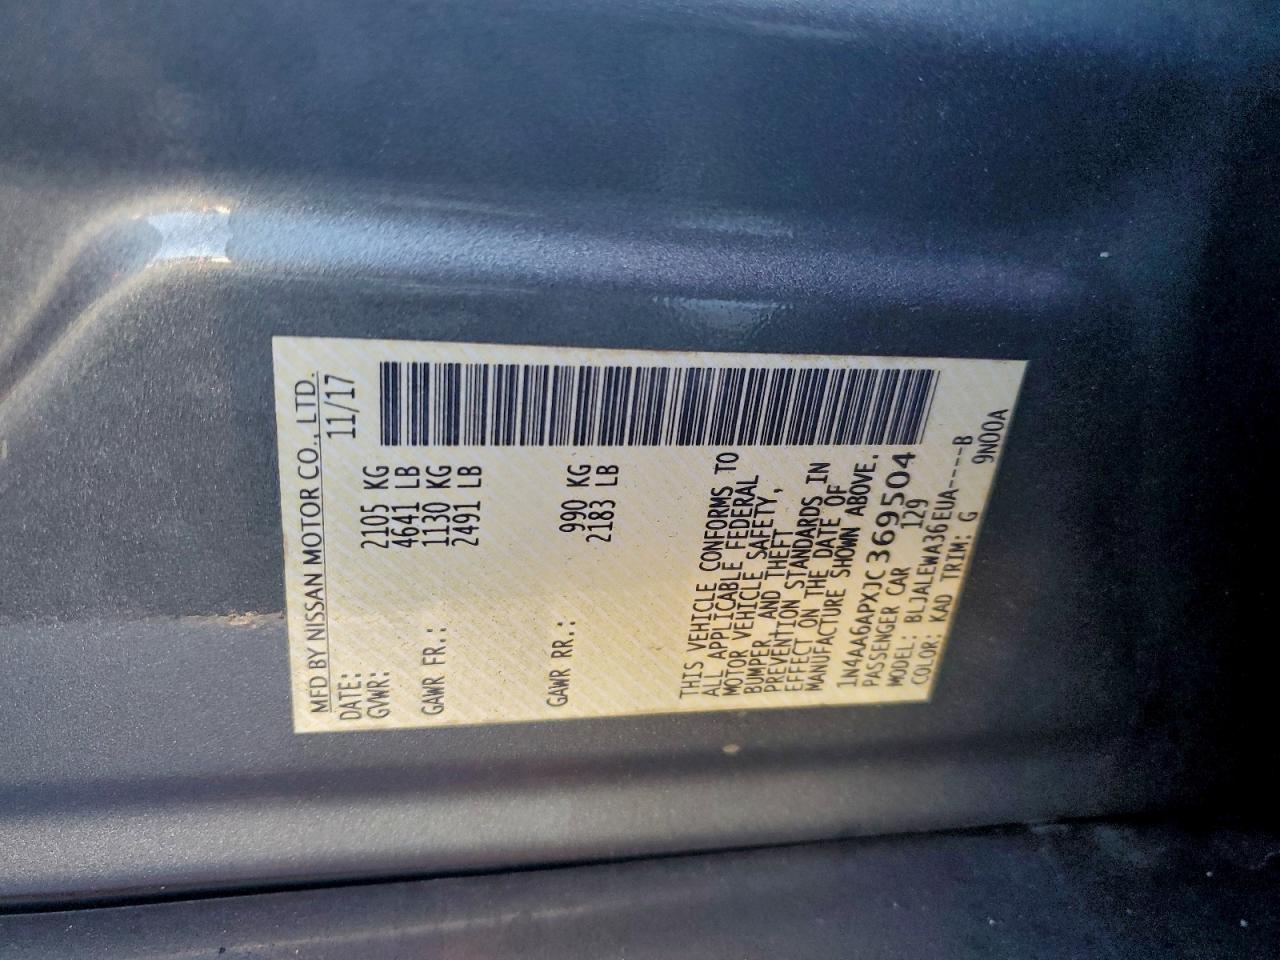 MFD BY NISSAN MOTOR CO., LTD.
DATE: 11/17
GVWR: 2105 KG
4641 LB
GAWR FR.: 1130 KG
2491 LB
GAWR RR.: 990 KG
2183 LB
THIS VEHICLE CONFORMS TO
ALL APPLICABLE FEDERAL
MOTOR VEHICLE SAFETY,
BUMPER, AND THEFT
PREVENTION STANDARDS IN
EFFECT ON THE DATE OF
MANUFACTURE SHOWN ABOVE.
1N4AA6APXJC369504
PASSENGER CAR 129
MODEL: BLJALEWA36EUA----B
COLOR: KAD TRIM: G 9N00A